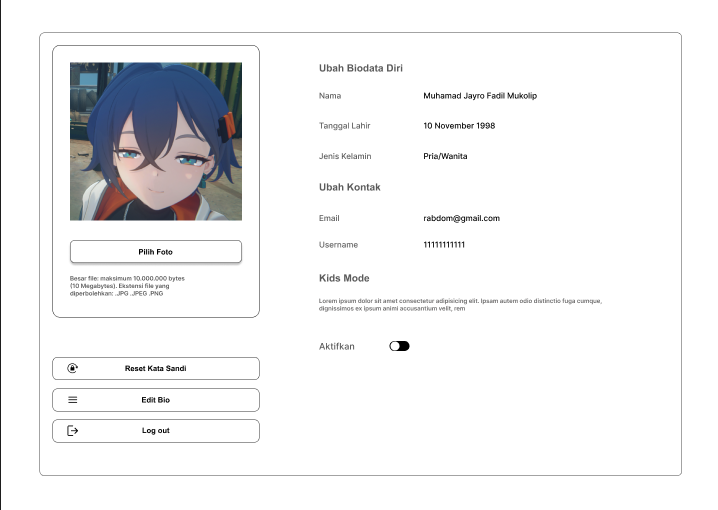 Pilih Foto
Besar file: maksimum 10.000.000 bytes
(10 Megabytes). Ekstensi file yang
diperbolehkan: .JPG .JPEG .PNG
Reset Kata Sandi
Edit Bio
Log out
Ubah Biodata Diri
Nama Muhamad Jayro Fadil Mukolip
Tanggal Lahir 10 November 1998
Jenis Kelamin Pria/Wanita
Ubah Kontak
Email rabdom@gmail.com
Username 11111111111
Kids Mode
Lorem ipsum dolor sit amet consectetur adipisicing elit. Ipsam autem odio distinctio fuga cumque,
dignissimos ex ipsum animi accusantium velit, rem
Aktifkan